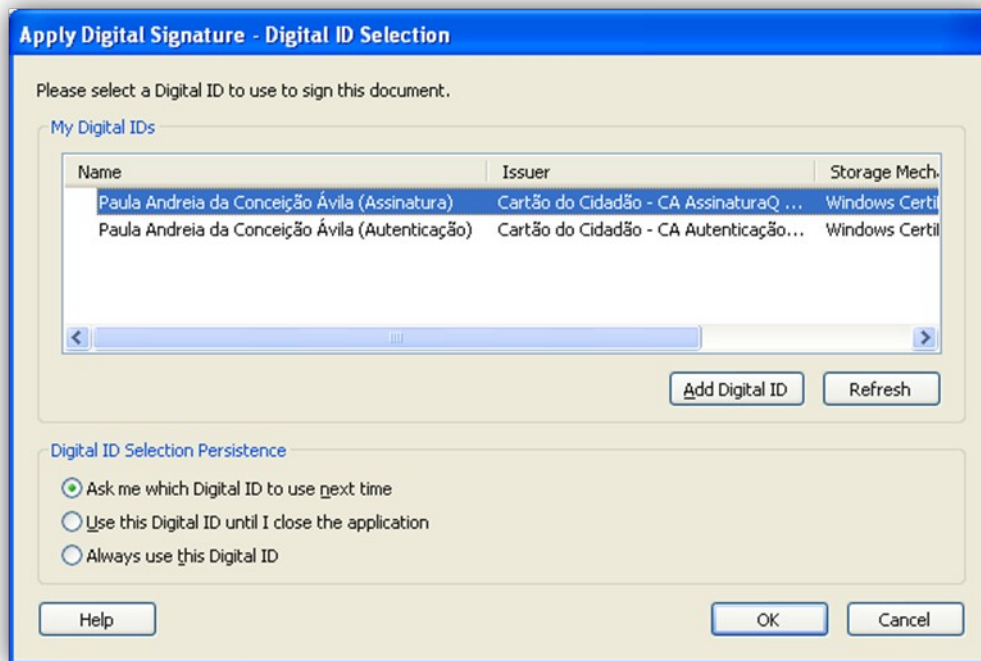 Apply Digital Signature - Digital ID Selection
Please select a Digital ID to use to sign this document.
My Digital IDs
Name Issuer Storage Mech
Paula Andreia da Conceição Ávila (Assinatura) Cartão do Cidadão - CA AssinaturaQ ... Windows Certif
Paula Andreia da Conceição Ávila (Autenticação) Cartão do Cidadão - CA Autenticação... Windows Certif
Add Digital ID Refresh
Digital ID Selection Persistence
Ask me which Digital ID to use next time
Use this Digital ID until I close the application
Always use this Digital ID
Help OK Cancel